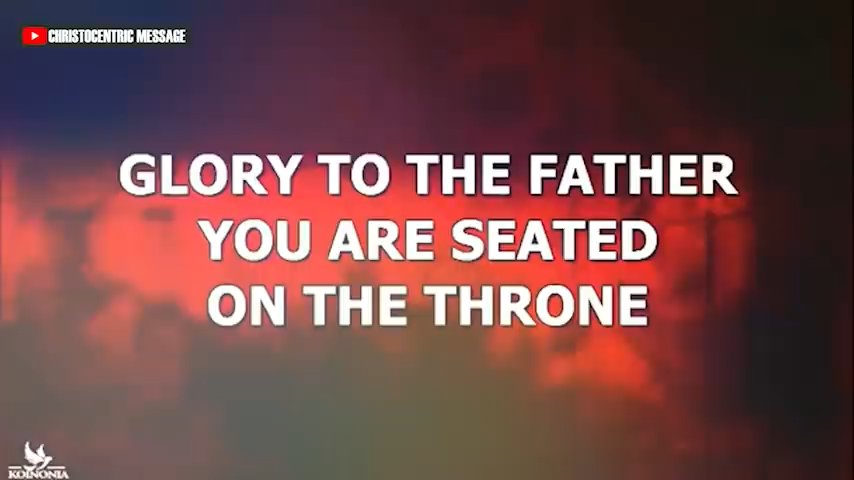 CHRISTOCENTRIC MESSAGE
GLORY TO THE FATHER
YOU ARE SEATED
ON THE THRONE
KOINONIA